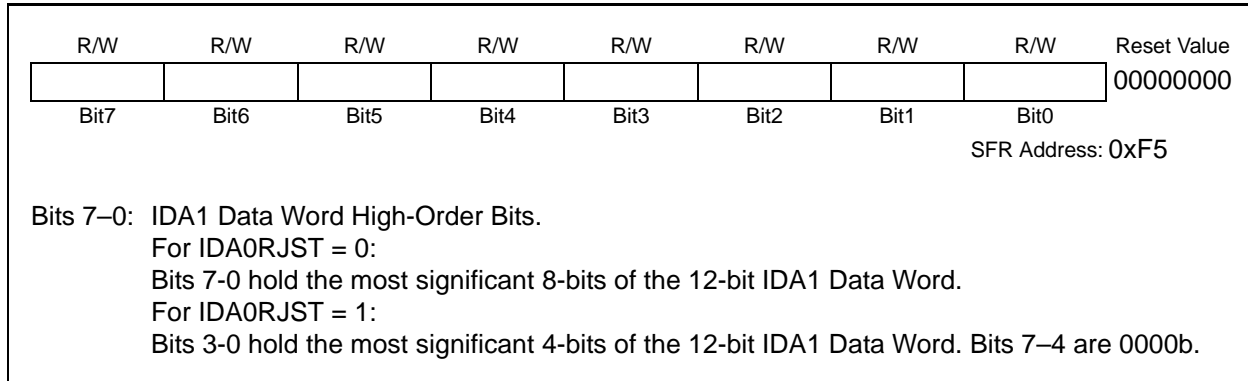 R/W R/W R/W R/W R/W R/W R/W R/W Reset Value
00000000
Bit7 Bit6 Bit5 Bit4 Bit3 Bit2 Bit1 Bit0
SFR Address: 0xF5
Bits 7–0: IDA1 Data Word High-Order Bits.
For IDA0RJST = 0:
Bits 7-0 hold the most significant 8-bits of the 12-bit IDA1 Data Word.
For IDA0RJST = 1:
Bits 3-0 hold the most significant 4-bits of the 12-bit IDA1 Data Word. Bits 7–4 are 0000b.